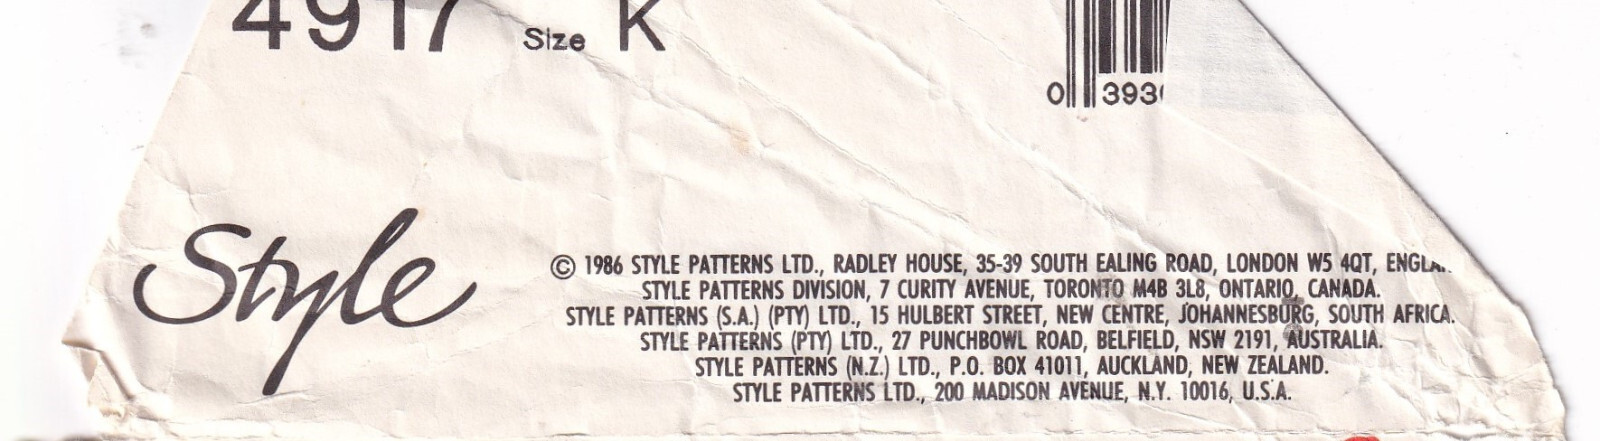 4917 Size K
0 393
Style
© 1986 STYLE PATTERNS LTD., RADLEY HOUSE, 35-39 SOUTH EALING ROAD, LONDON W5 4QT,
STYLE PATTERNS DIVISION, 7 CURITY AVENUE, TORONTO M4B 3L8, ONTARIO, CANADA.
STYLE PATTERNS (S.A.) (PTY) LTD., 15 HULBERT STREET, NEW CENTRE, JOHANNESBURG, SOUTH AFRICA.
STYLE PATTERNS (PTY) LTD., 27 PUNCHBOWL ROAD, BELFIELD, NSW 2191, AUSTRALIA.
STYLE PATTERNS (N.Z.) LTD., P.O. BOX 41011, AUCKLAND, NEW ZEALAND.
STYLE PATTERNS LTD., 200 MADISON AVENUE, N.Y. 10016, U.S.A.